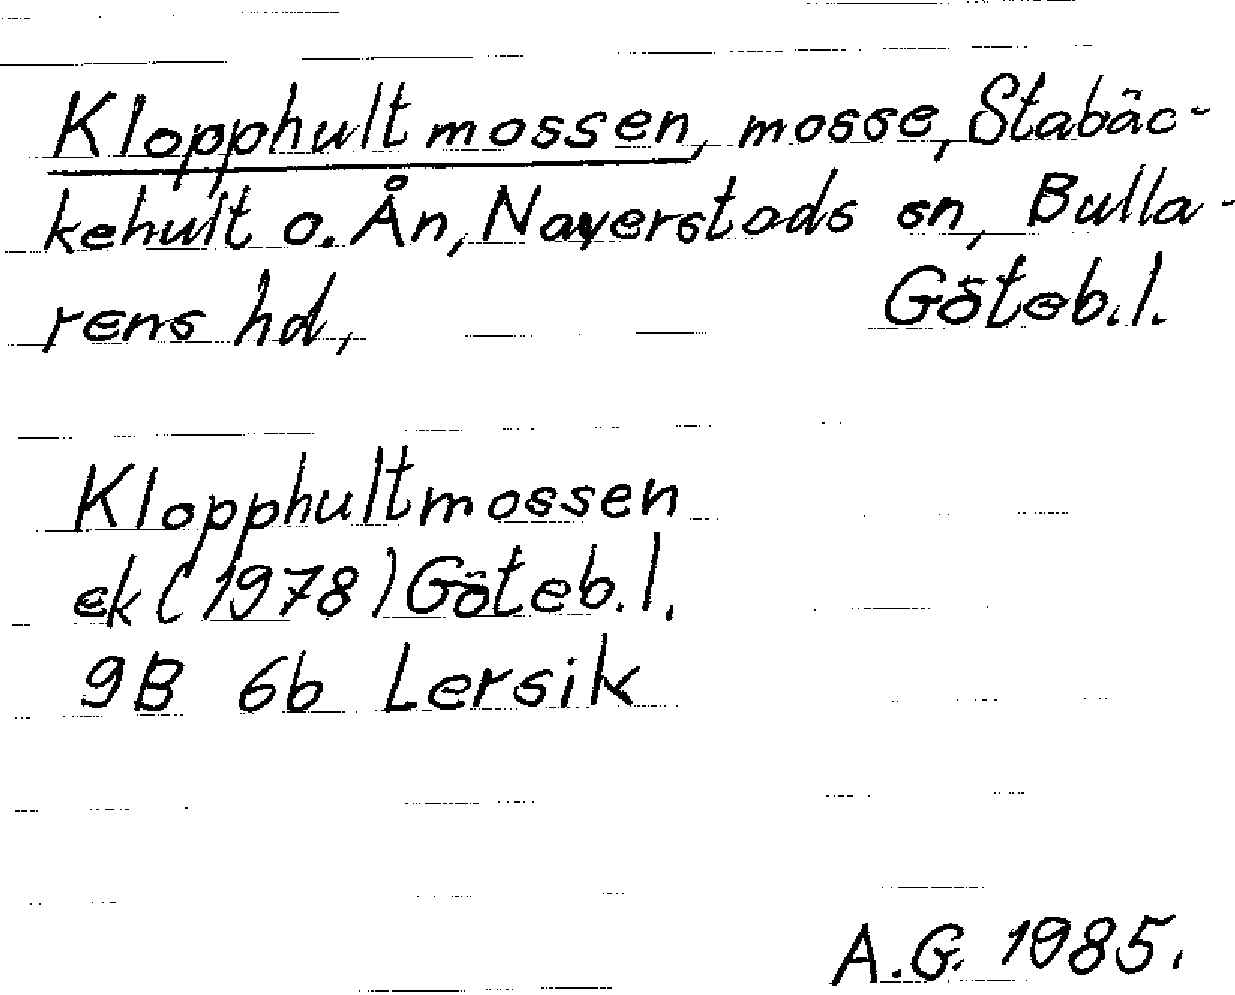 Klopphultmossen, mosse, Stabäc-
kehult o. Ån, Naverstads sn, Bulla-
rens hd, Göteb.l.
Klopphultmossen
ek (1978) Göteb.l.
9B 6b Lersik
A.G. 1985.